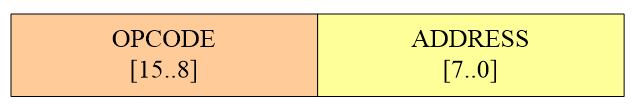 OPCODE
[15..8]
ADDRESS
[7..0]